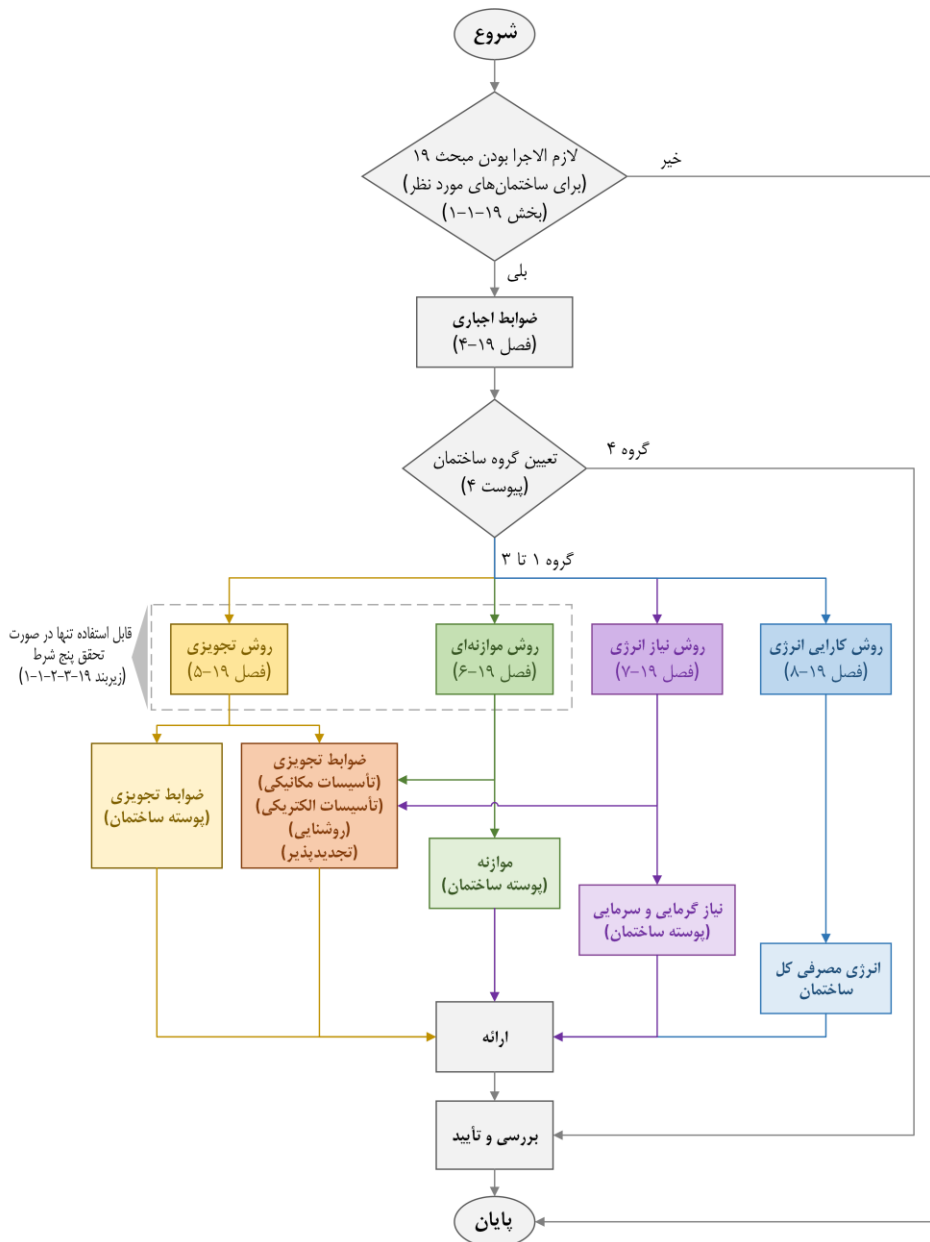 شروع
لازم الاجرا بودن مبحث ۱۹
(برای ساختمان‌های مورد نظر)
(بخش ۱۹-۱-۱)
خیر
بلی
ضوابط اجباری
(فصل ۱۹-۴)
تعیین گروه ساختمان
(پیوست ۴)
گروه ۴
گروه ۱ تا ۳
قابل استفاده تنها در صورت
تحقق پنج شرط
(زیربند ۱۹-۳-۲-۱-۱)
روش تجویزی
(فصل ۱۹-۵)
روش موازنه‌ای
(فصل ۱۹-۶)
روش نیاز انرژی
(فصل ۱۹-۷)
روش کارایی انرژی
(فصل ۱۹-۸)
ضوابط تجویزی
(پوسته ساختمان)
ضوابط تجویزی
(تأسیسات مکانیکی)
(تأسیسات الکتریکی)
(روشنایی)
(تجدیدپذیر)
موازنه
(پوسته ساختمان)
نیاز گرمایی و سرمایی
(پوسته ساختمان)
انرژی مصرفی کل
ساختمان
ارائه
بررسی و تأیید
پایان